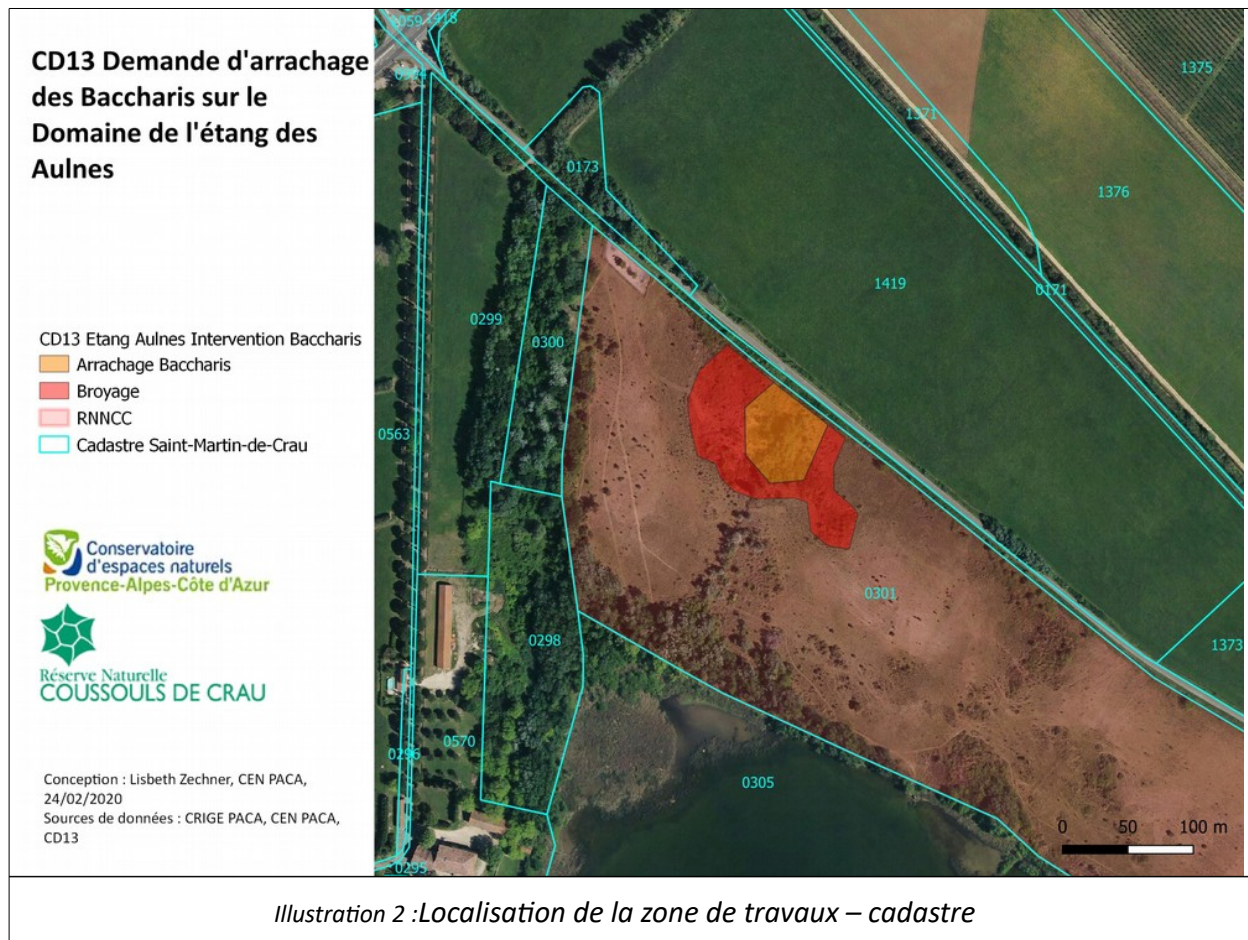 CD13 Demande d'arrachage
des Baccharis sur le
Domaine de l'étang des
Aulnes
CD13 Etang Aulnes Intervention Baccharis
Arrachage Baccharis
Broyage
RNNCC
Cadastre Saint-Martin-de-Crau
Conservatoire
d'espaces naturels
Provence-Alpes-Côte d'Azur
Réserve Naturelle
COUSSOULS DE CRAU
Conception : Lisbeth Zechner, CEN PACA,
24/02/2020
Sources de données : CRIGE PACA, CEN PACA,
CD13
1059
1418
1375
1371
0173
1376
1419
0171
0299
0300
0563
0301
0298
1373
0296
0570
0305
0295
0 50 100 m
Illustration 2 :Localisation de la zone de travaux – cadastre